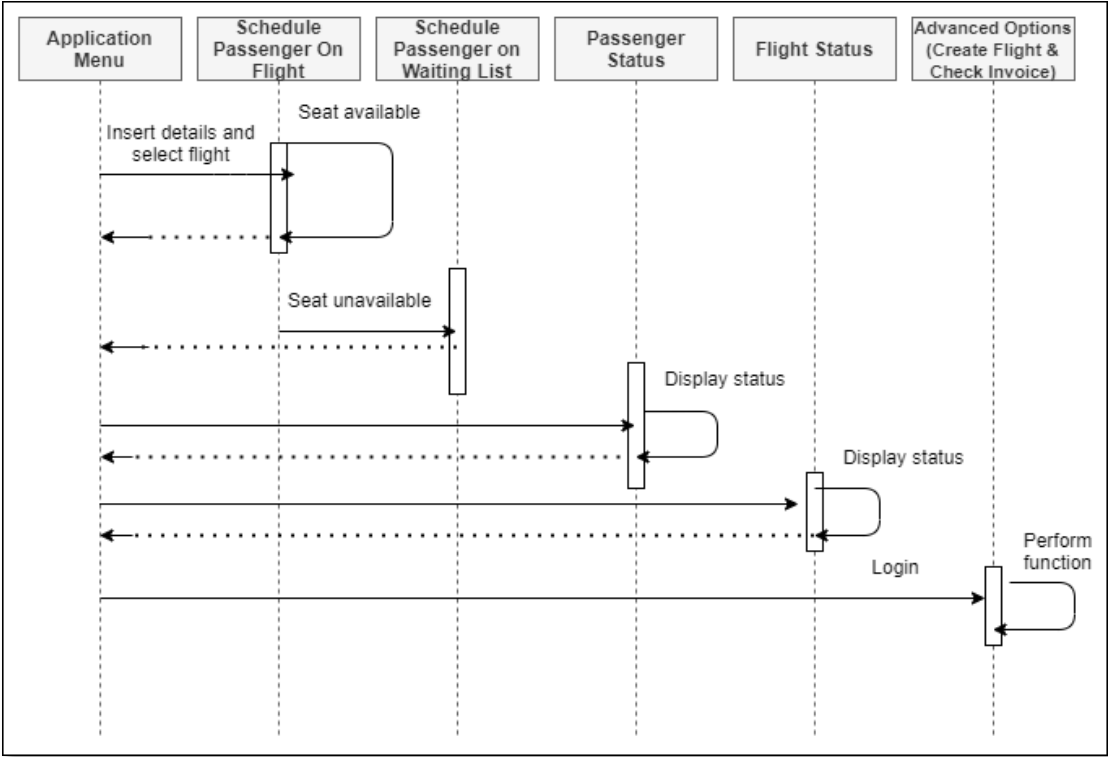 Application
Menu
Schedule
Passenger On
Flight
Schedule
Passenger on
Waiting List
Passenger
Status
Flight Status
Advanced Options
(Create Flight &
Check Invoice)
Seat available
Insert details and
select flight
Seat unavailable
Display status
Display status
Perform
function
Login